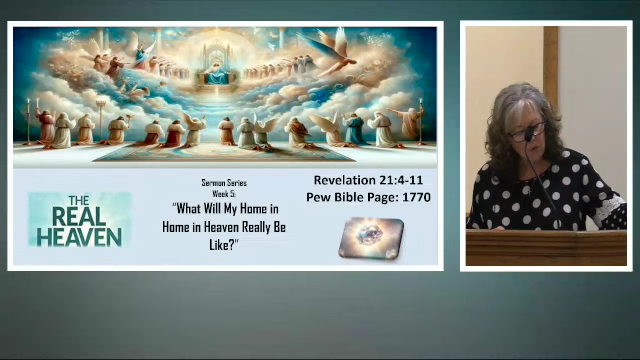 THE
REAL
HEAVEN
Sermon Series
Week 5:
"What Will My Home in
Home in Heaven Really Be
Like?"
Revelation 21:4-11
Pew Bible Page: 1770